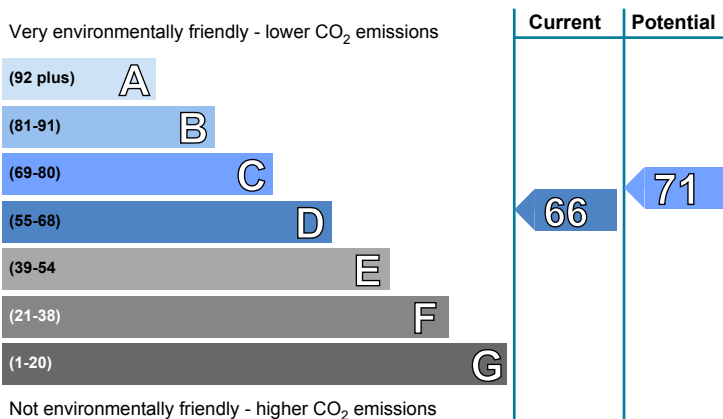 Current Potential
Very environmentally friendly - lower CO2 emissions
(92 plus) A
(81-91) B
(69-80) C
(55-68) D
66
71
(39-54 E
(21-38) F
(1-20) G
Not environmentally friendly - higher CO2 emissions